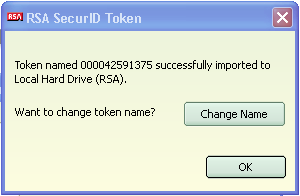 RSA RSA SecurID Token
Token named 000042591375 successfully imported to
Local Hard Drive (RSA).
Want to change token name?
Change Name
OK